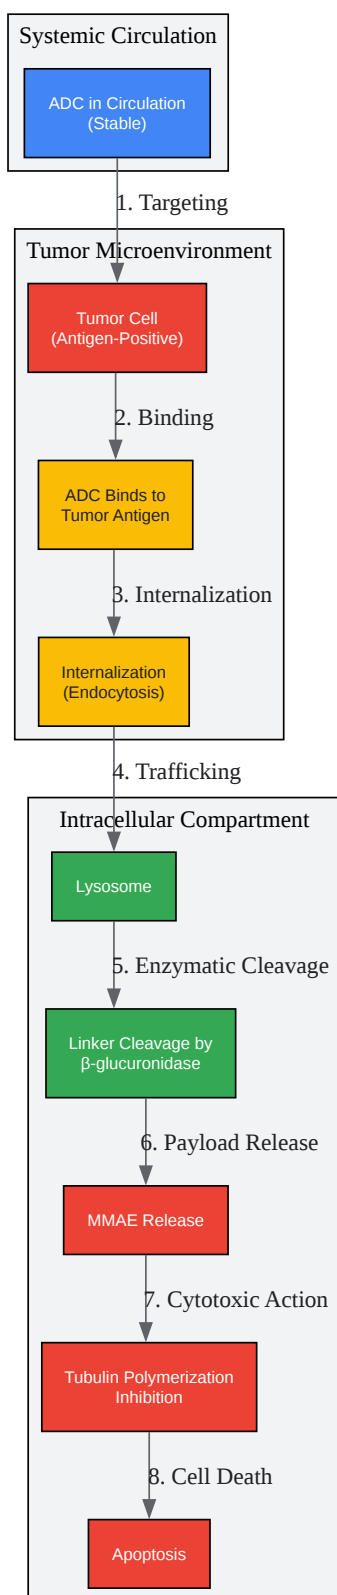 Systemic Circulation
ADC in Circulation
(Stable)
1. Targeting
Tumor Microenvironment
Tumor Cell
(Antigen-Positive)
2. Binding
ADC Binds to
Tumor Antigen
3. Internalization
Internalization
(Endocytosis)
4. Trafficking
Intracellular Compartment
Lysosome
5. Enzymatic Cleavage
Linker Cleavage by
β-glucuronidase
6. Payload Release
MMAE Release
7. Cytotoxic Action
Tubulin Polymerization
Inhibition
8. Cell Death
Apoptosis